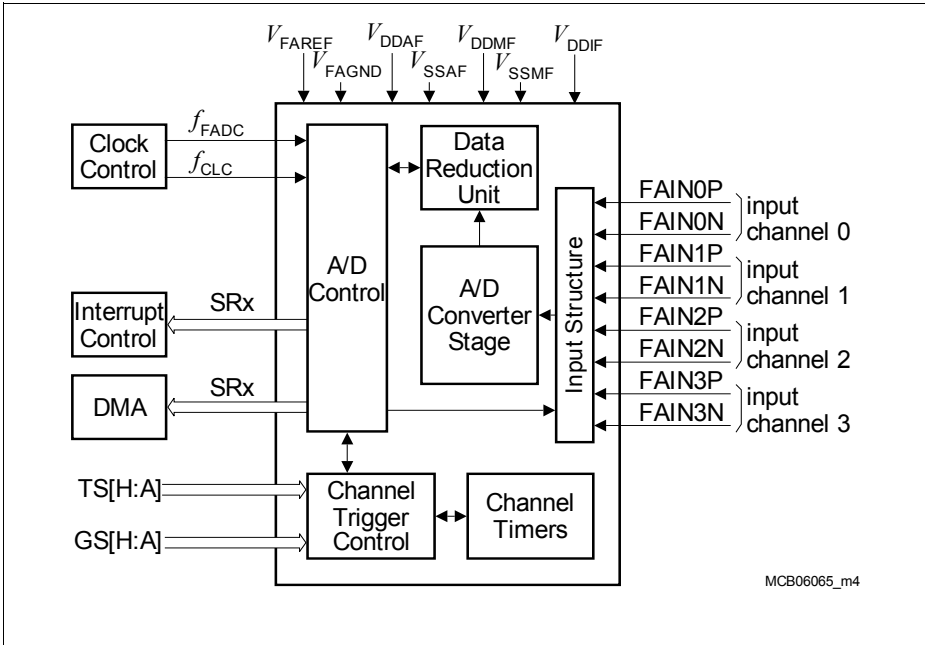 VFAREF
VFAGND
VDDAF
VSSAF
VDDMF
VSSMF
VDDIF
Clock
Control
fFADC
fCLC
A/D
Control
Data
Reduction
Unit
A/D
Converter
Stage
Input Structure
FAIN0P
FAIN0N
input
channel 0
FAIN1P
FAIN1N
input
channel 1
FAIN2P
FAIN2N
input
channel 2
FAIN3P
FAIN3N
input
channel 3
Interrupt
Control
SRx
DMA
SRx
TS[H:A]
GS[H:A]
Channel
Trigger
Control
Channel
Timers
MCB06065_m4